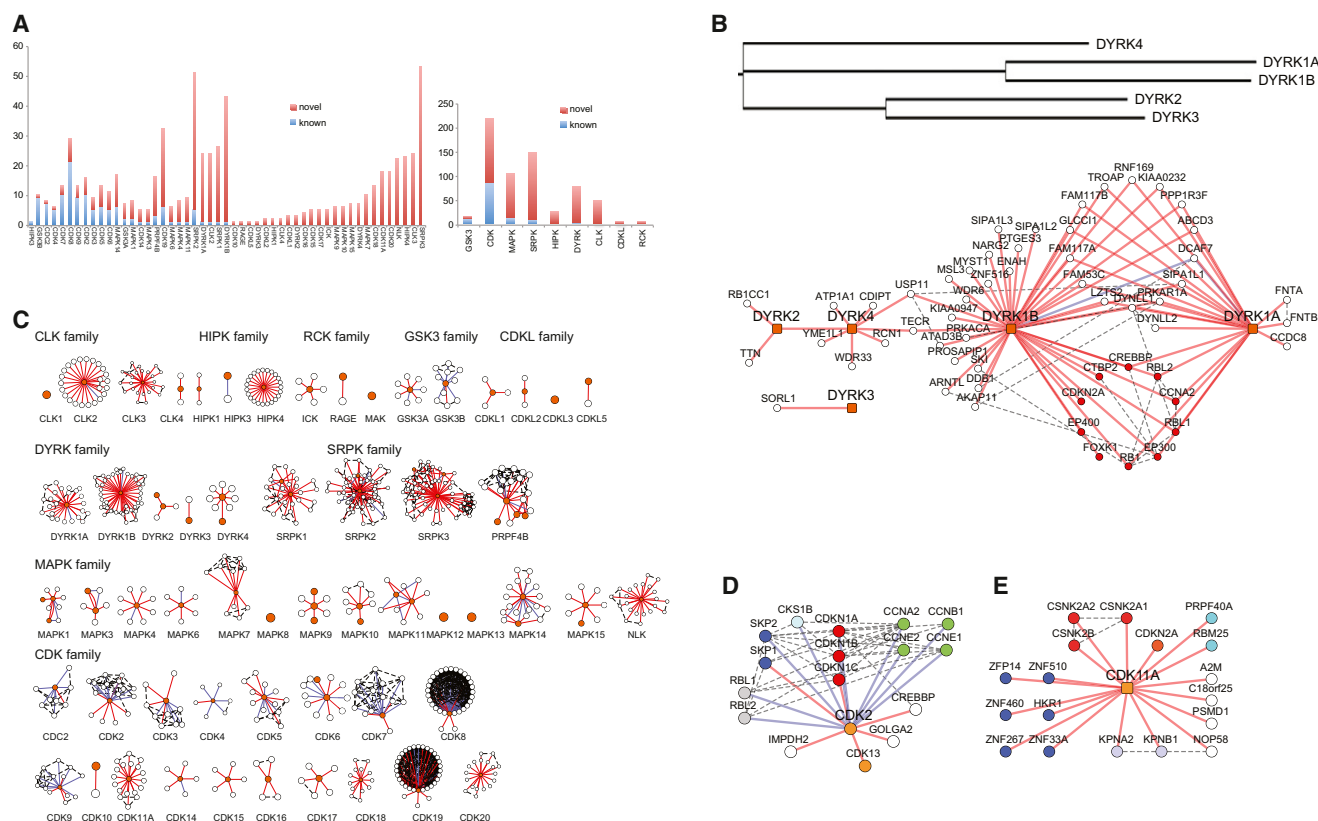 A
60
50
40
30
20
10
0
novel
known
250
200
150
100
50
0
novel
known
GSK3
CDK
MAPK
SRPK
HIPK
DYRK
CLK
CDKL
RCK
B
DYRK4
DYRK1A
DYRK1B
DYRK2
DYRK3
RNF169
TROAP
KIAA0232
FAM117B
PPP1R3F
SIPA1L3
SIPA1L2
GLCCI1
ABCD3
PTGES3
NARG2
FAM117A
DCAF7
MYST1
ENAH
MSL3
ZNF516
FAM53C
SIPA1L1
USP11
WDR6
LZTS2
PRKAR1A
FNTA
RB1CC1
ATP1A1
CDIPT
KIAA0947
DYNLL1
DYRK2
DYRK4
TECR
DYRK1B
DYNLL2
DYRK1A
FNTB
YME1L1
RCN1
PRKACA
ATAD3B
CCDC8
TTN
WDR33
PROSAPIP1
SKI
CREBBP
CTBP2
RBL2
DYRK3
ARNTL
DDB1
SORL1
AKAP11
CDKN2A
CCNA2
EP400
RBL1
FOXK1
RB1
EP300
C
CLK family
HIPK family
RCK family
GSK3 family
CDKL family
CLK1
CLK2
CLK3
CLK4
HIPK1
HIPK3
HIPK4
ICK
RAGE
MAK
GSK3A
GSK3B
CDKL1
CDKL2
CDKL3
CDKL5
DYRK family
SRPK family
DYRK1A
DYRK1B
DYRK2
DYRK3
DYRK4
SRPK1
SRPK2
SRPK3
PRPF4B
MAPK family
MAPK1
MAPK3
MAPK4
MAPK6
MAPK7
MAPK8
MAPK9
MAPK10
MAPK11
MAPK12
MAPK13
MAPK14
MAPK15
NLK
CDK family
CDC2
CDK2
CDK3
CDK4
CDK5
CDK6
CDK7
CDK8
CDK9
CDK10
CDK11A
CDK14
CDK15
CDK16
CDK17
CDK18
CDK19
CDK20
D
CKS1B
CCNA2
CCNB1
SKP2
CDKN1A
SKP1
CDKN1B
CCNE2
CCNE1
CDKN1C
RBL1
CREBBP
RBL2
CDK2
IMPDH2
GOLGA2
CDK13
E
CSNK2A2
CSNK2A1
PRPF40A
CSNK2B
CDKN2A
RBM25
ZFP14
ZNF510
CDK11A
A2M
C18orf25
ZNF460
HKR1
PSMD1
ZNF267
ZNF33A
KPNA2
KPNB1
NOP58